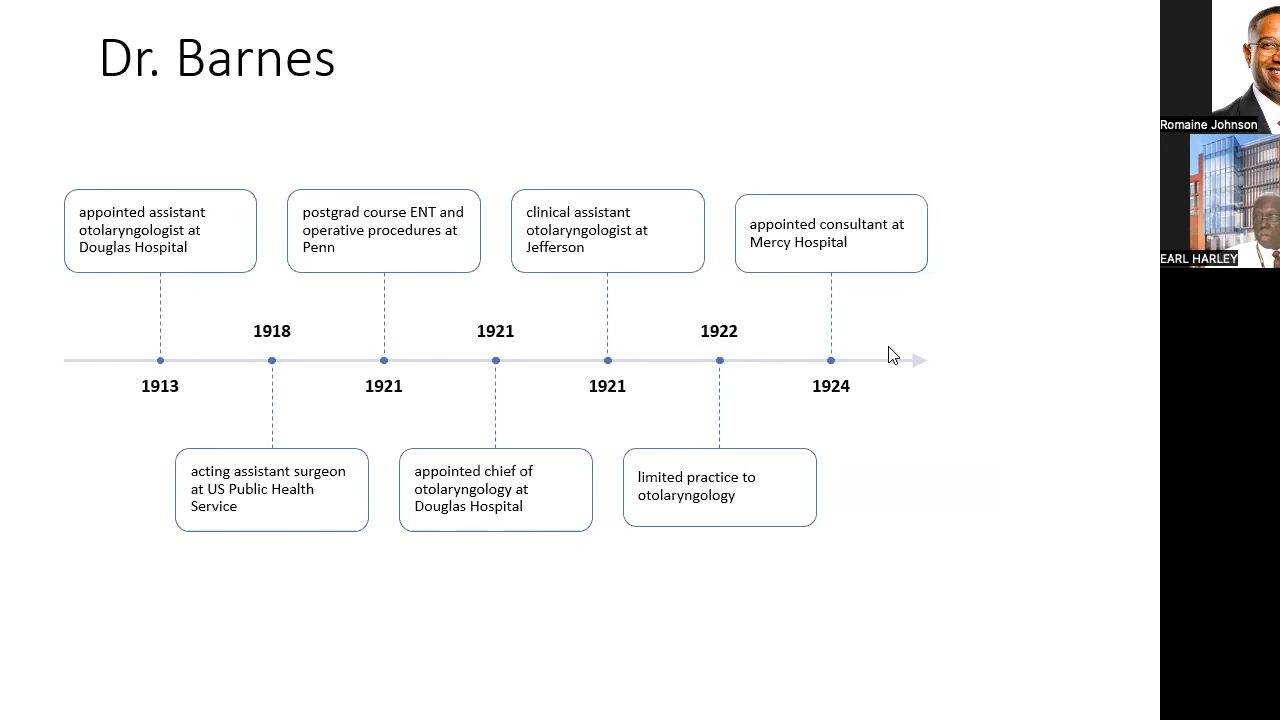 Dr. Barnes
Romaine Johnson
EARL HARLEY
appointed assistant
otolaryngologist at
Douglas Hospital
postgrad course ENT and
operative procedures at
Penn
clinical assistant
otolaryngologist at
Jefferson
appointed consultant at
Mercy Hospital
1918
1921
1922
1913
1921
1921
1924
acting assistant surgeon
at US Public Health
Service
appointed chief of
otolaryngology at
Douglas Hospital
limited practice to
otolaryngology